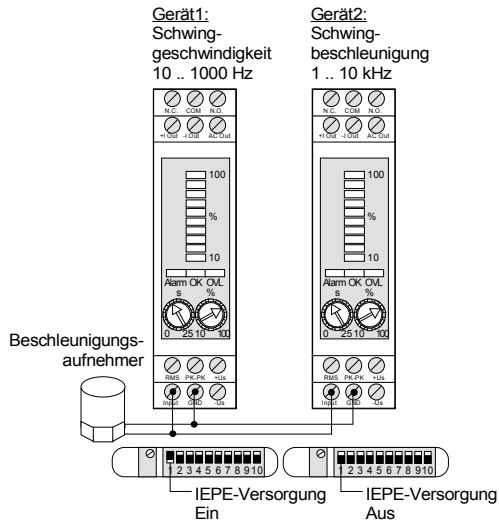 Gerät1:
Schwing-
geschwindigkeit
10 .. 1000 Hz
Gerät2:
Schwing-
beschleunigung
1 .. 10 kHz
N.C. COM N.O.
+I Out -I Out AC Out
100
%
10
Alarm OK OVL
s %
0 25 10 100
RMS PK-PK +Us
Input GND -Us
N.C. COM N.O.
+I Out -I Out AC Out
100
%
10
Alarm OK OVL
s %
0 25 10 100
RMS PK-PK +Us
Input GND -Us
Beschleunigungs-
aufnehmer
1 2 3 4 5 6 7 8 9 10
1 2 3 4 5 6 7 8 9 10
IEPE-Versorgung
Ein
IEPE-Versorgung
Aus